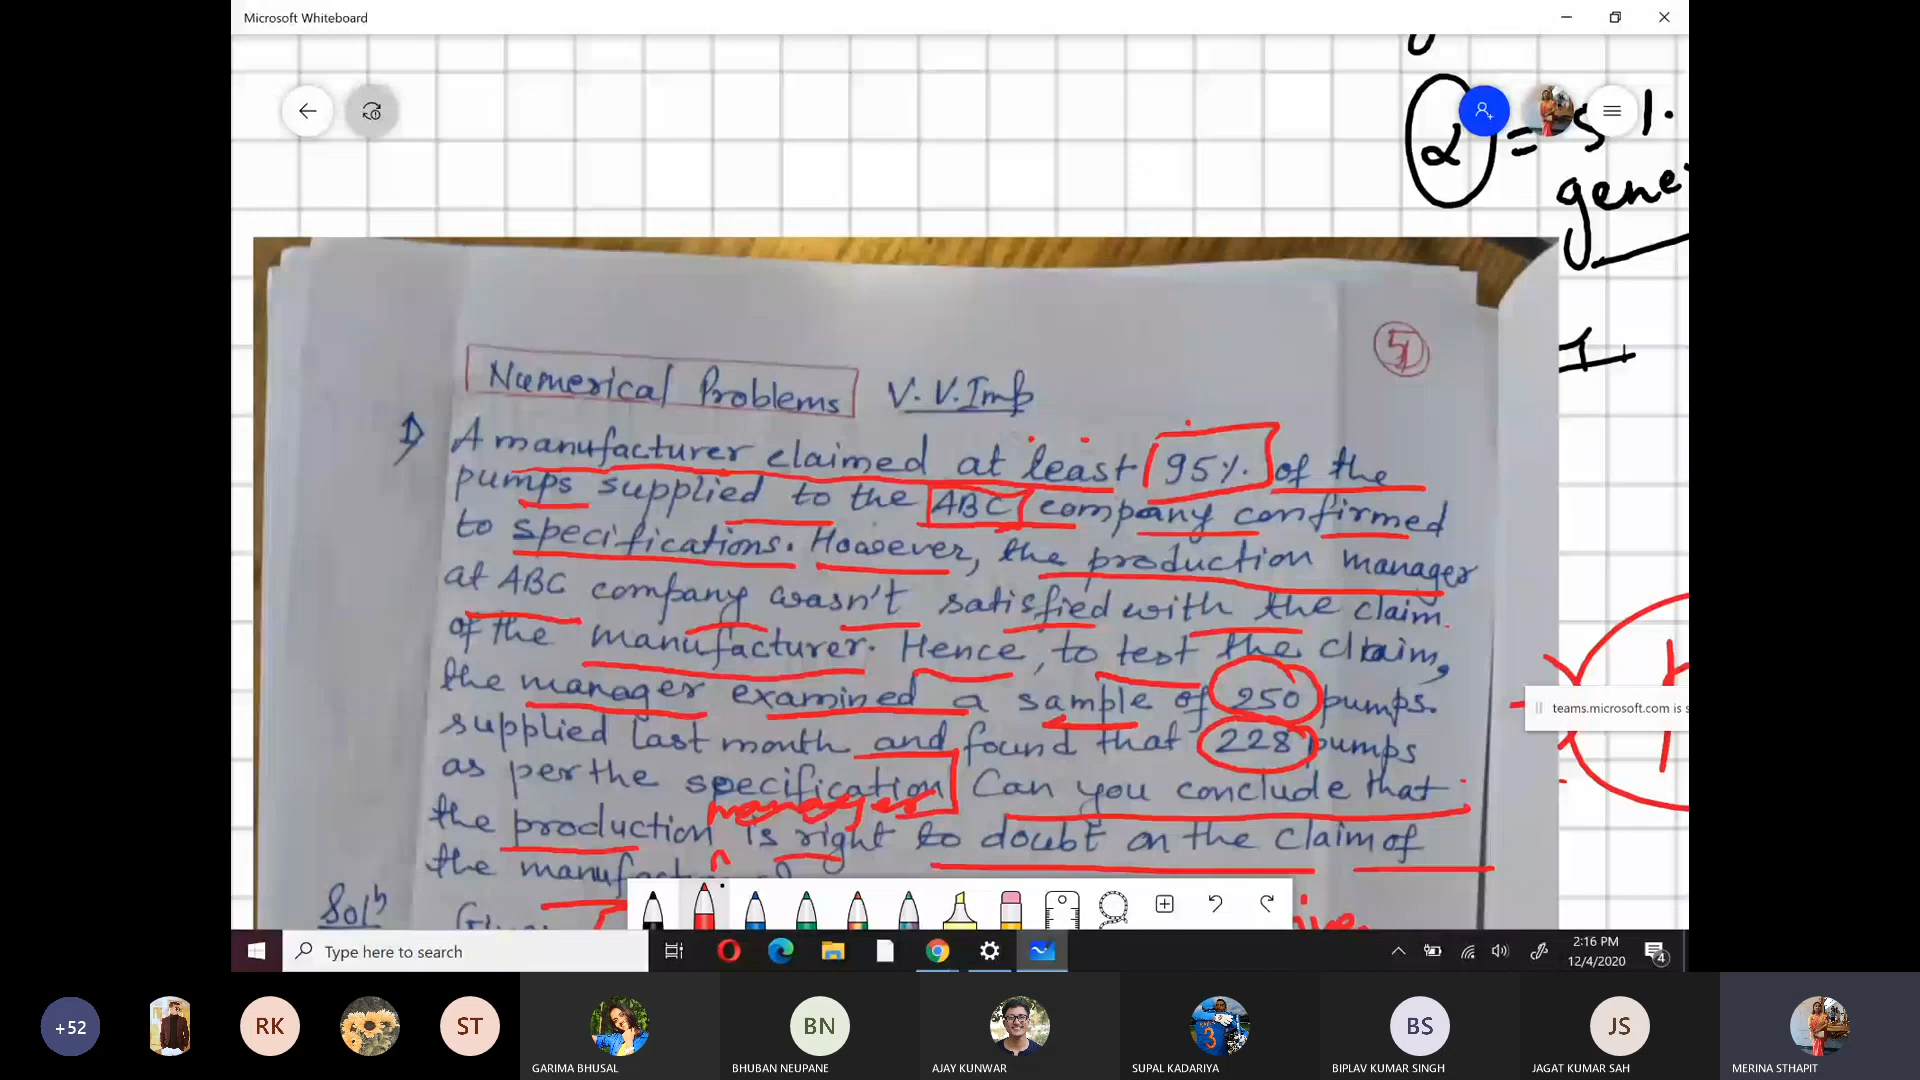 Microsoft Whiteboard
α = 5%.
gene
5
Numerical Problems V.V.Imp
1) A manufacturer claimed at least 95% of the
pumps supplied to the ABC company confirmed
to specifications. However, the production manager
at ABC company wasn't satisfied with the claim.
of the manufacturer. Hence, to test the claim,
the manager examined a sample of 250 pumps.
supplied last month and found that 228 pumps
as per the specification Can you conclude that
manager
the production is right to doubt on the claim of
the manufact
Solⁿ
teams.microsoft.com is s
Type here to search
2:16 PM
12/4/2020
4
+52
RK
ST
GARIMA BHUSAL
BN
BHUBAN NEUPANE
AJAY KUNWAR
3
SUPAL KADARIYA
BS
BIPLAV KUMAR SINGH
JS
JAGAT KUMAR SAH
MERINA STHAPIT